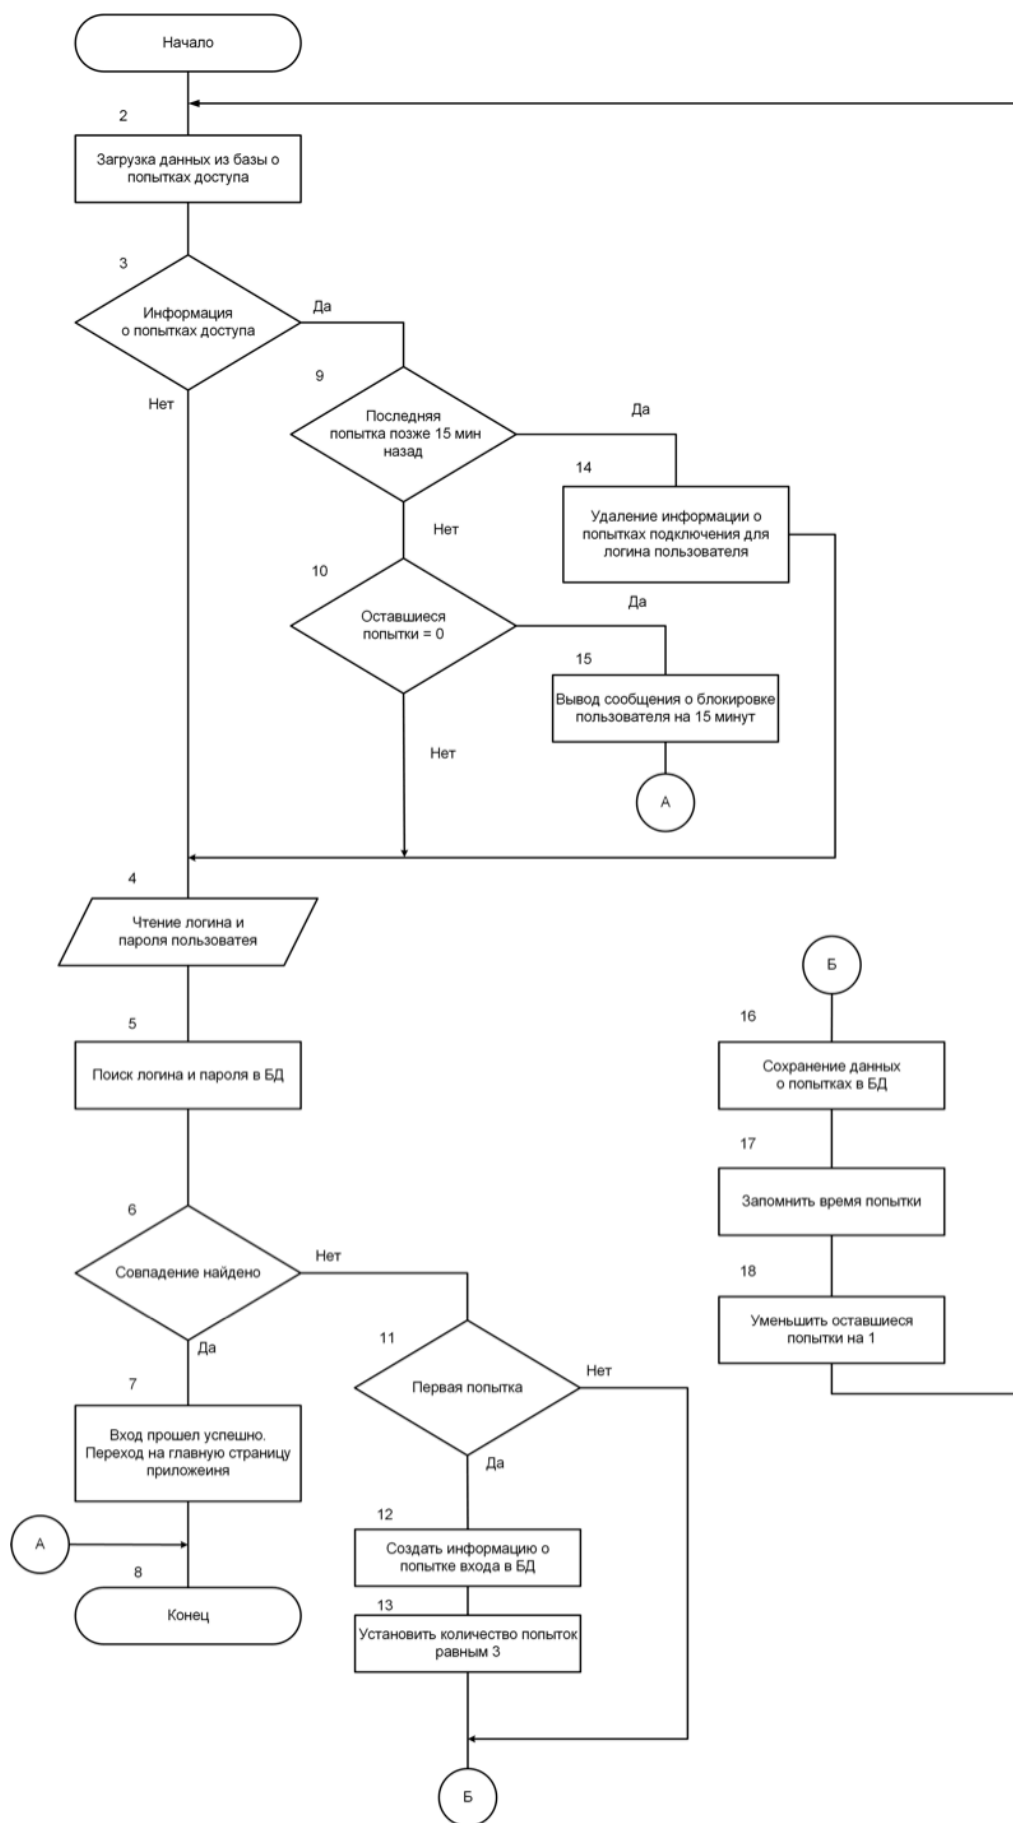 Начало
2
Загрузка данных из базы о
попытках доступа
3
Информация
о попытках доступа
Да
Нет
9
Последняя
попытка позже 15 мин
назад
Да
14
Удаление информации о
попытках подключения для
логина пользователя
Нет
10
Оставшиеся
попытки = 0
Да
15
Вывод сообщения о блокировке
пользователя на 15 минут
Нет
А
4
Чтение логина и
пароля пользоватея
5
Поиск логина и пароля в БД
6
Совпадение найдено
Нет
Да
7
Вход прошел успешно.
Переход на главную страницу
приложеиня
А
8
Конец
11
Первая попытка
Нет
Да
12
Создать информацию о
попытке входа в БД
13
Установить количество попыток
равным 3
Б
Б
16
Сохранение данных
о попытках в БД
17
Запомнить время попытки
18
Уменьшить оставшиеся
попытки на 1